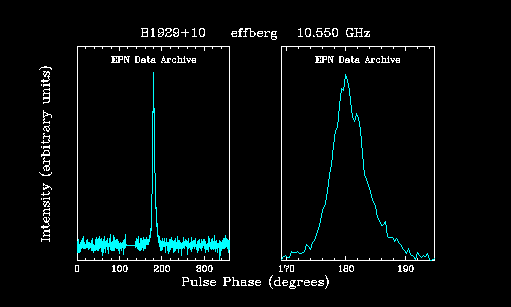 B1929+10 effberg 10.550 GHz
EPN Data Archive
EPN Data Archive
Intensity (arbitrary units)
0 100 200 300
170 180 190
Pulse Phase (degrees)